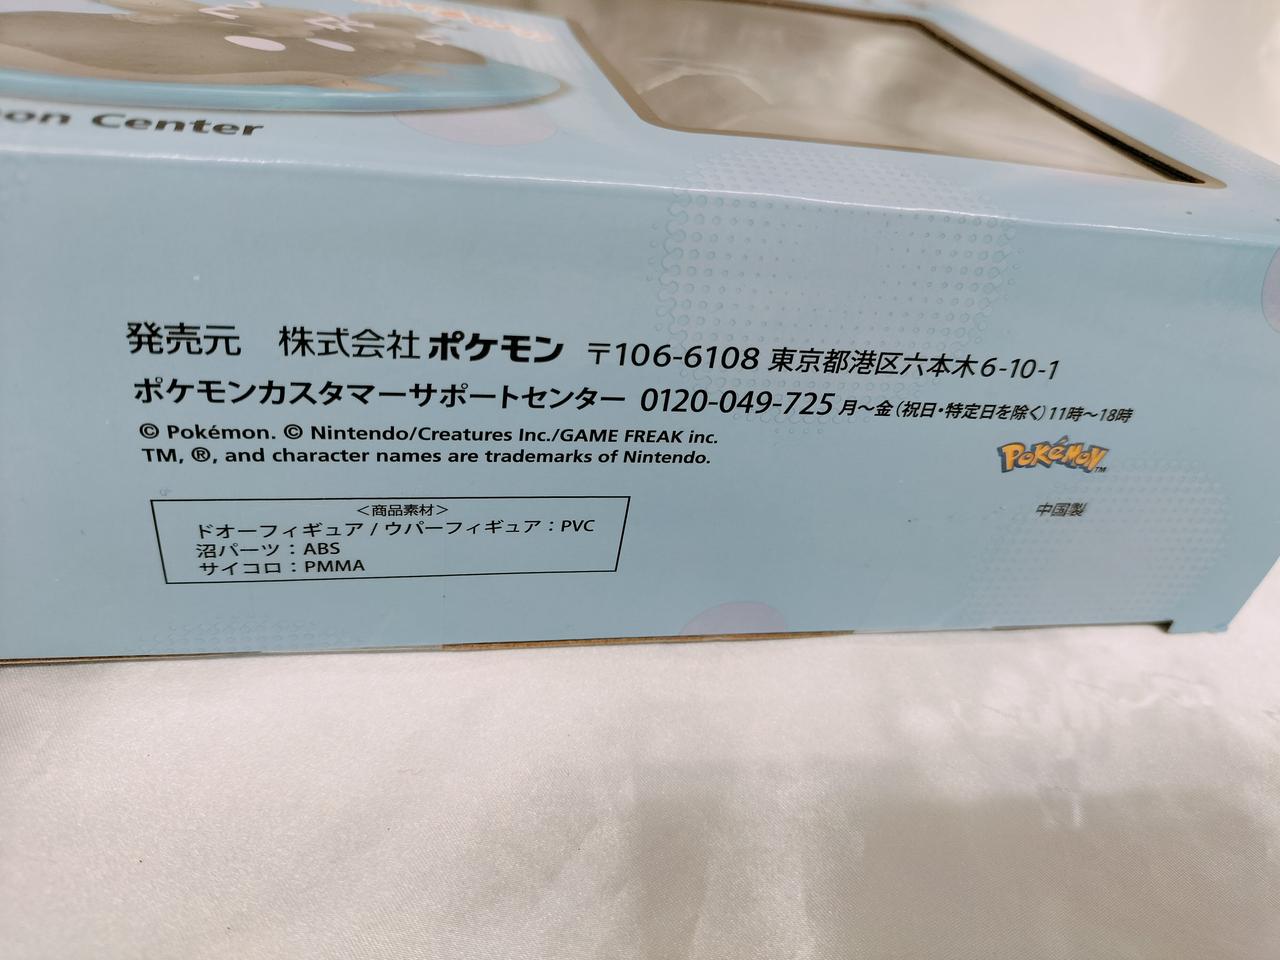 on Center
発売元 株式会社 ポケモン 〒106-6108 東京都港区六本木6-10-1
ポケモンカスタマーサポートセンター 0120-049-725 月～金(祝日・特定日を除く)11時～18時
© Pokémon. © Nintendo/Creatures Inc./GAME FREAK inc.
TM, ®, and character names are trademarks of Nintendo.
POKéMON TM
中国製
<商品素材>
ドオーフィギュア / ウパーフィギュア：PVC
沼パーツ：ABS
サイコロ：PMMA